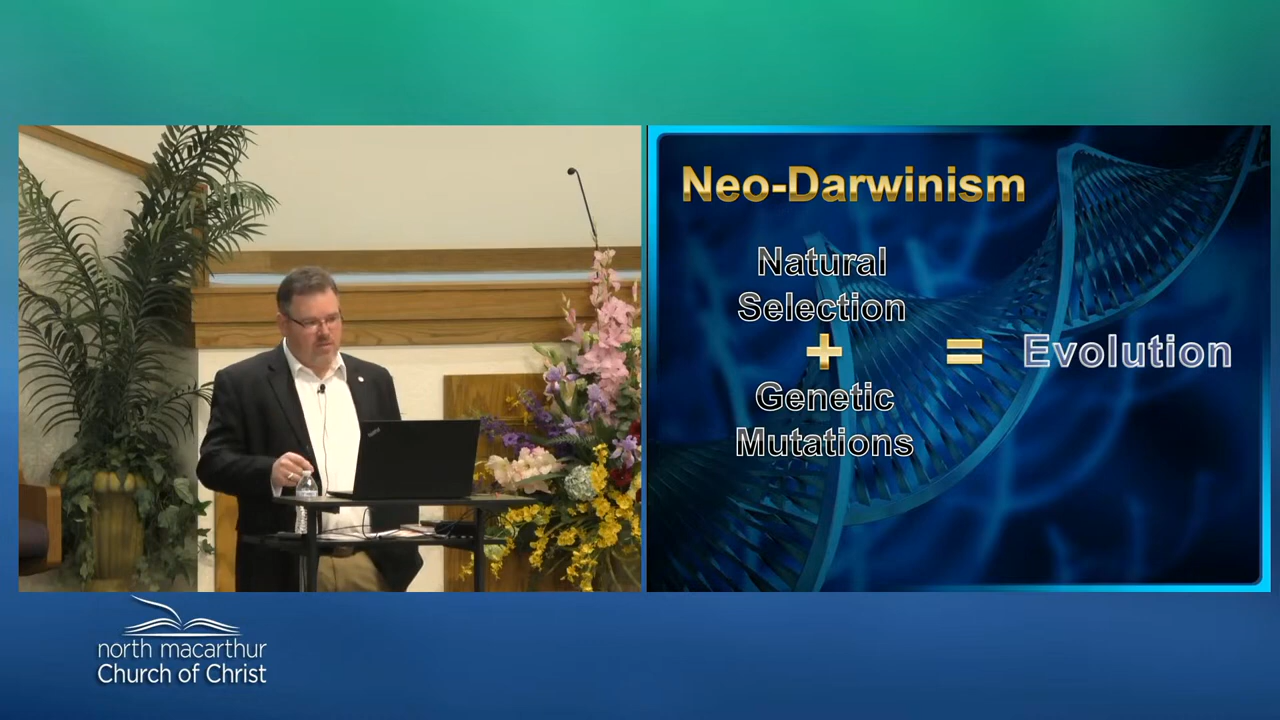 Neo-Darwinism
Natural
Selection
+
=
Evolution
Genetic
Mutations
north macarthur
Church of Christ